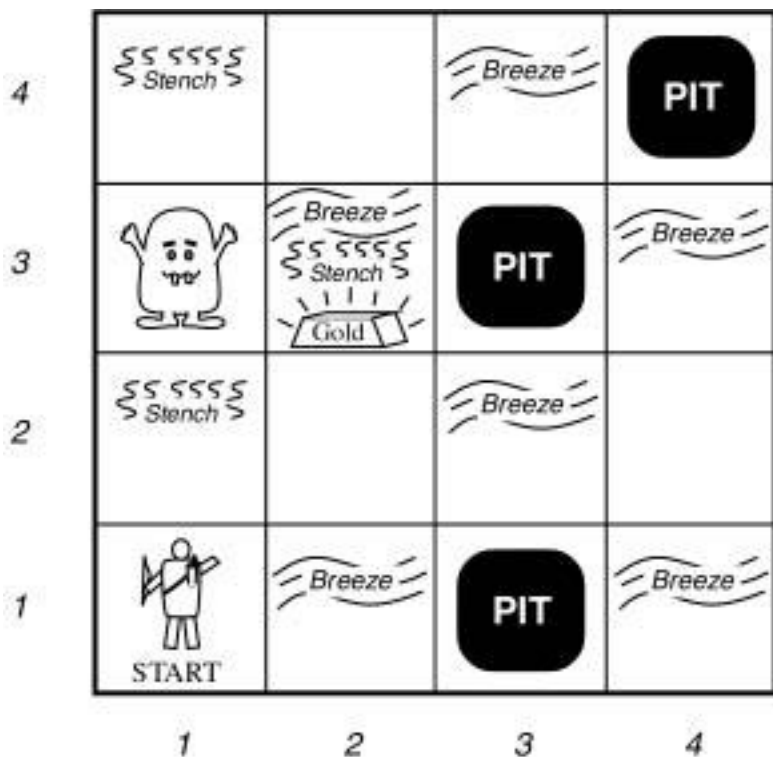 4
Stench
Breeze
PIT
3
Breeze
Stench
Gold
PIT
Breeze
2
Stench
Breeze
1
START
Breeze
PIT
Breeze
1 2 3 4